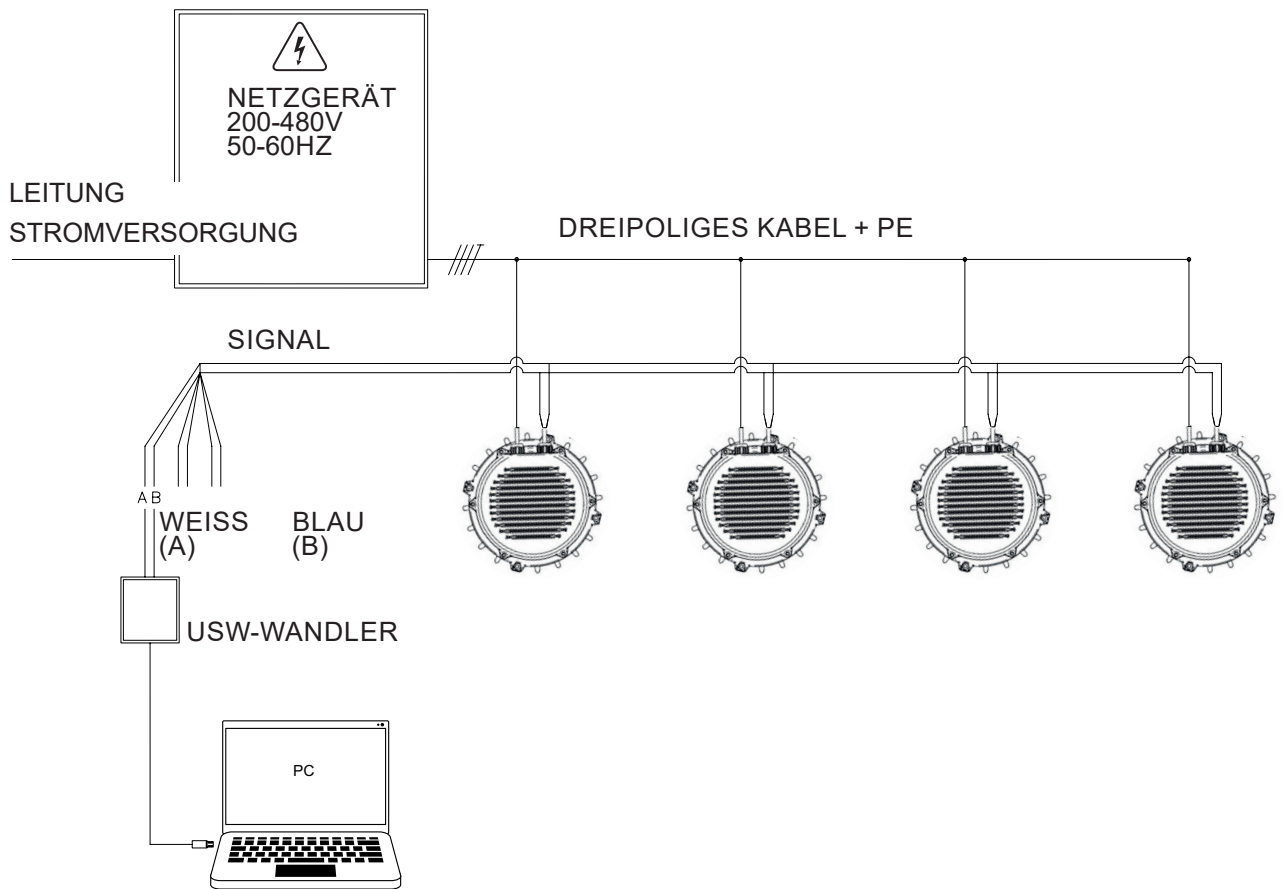 NETZGERÄT
200-480V
50-60HZ
LEITUNG
STROMVERSORGUNG
DREIPOLIGES KABEL + PE
SIGNAL
A B
WEISS
(A)
BLAU
(B)
USW-WANDLER
PC